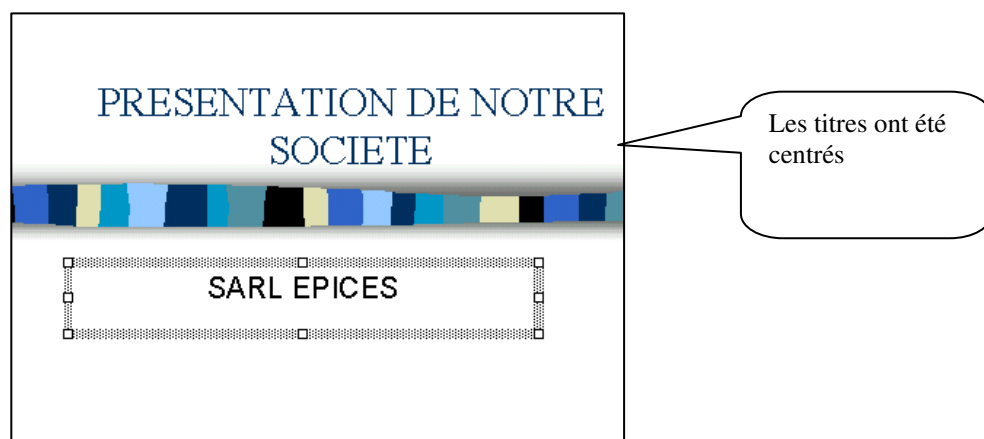 PRESENTATION DE NOTRE
SOCIETE
SARL EPICES
Les titres ont été
centrés